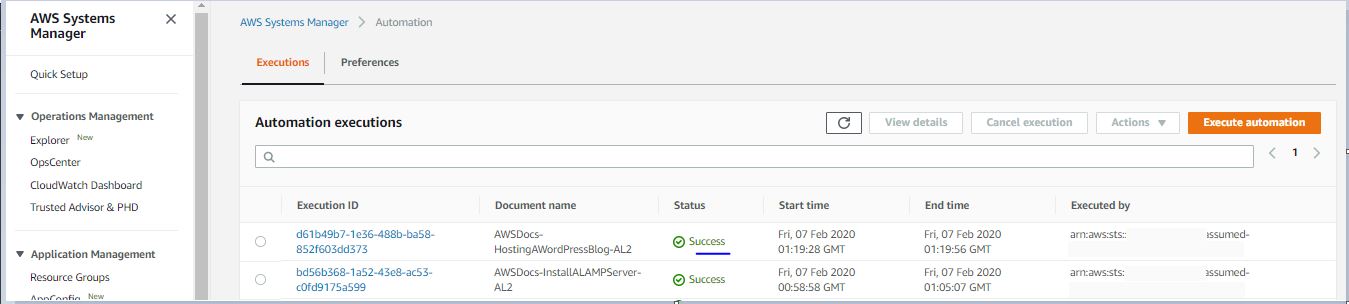 AWS Systems
Manager
Quick Setup
Operations Management
Explorer New
OpsCenter
CloudWatch Dashboard
Trusted Advisor & PHD
Application Management
Resource Groups
AppConfig New
AWS Systems Manager > Automation
Executions Preferences
Automation executions View details Cancel execution Actions Execute automation
1
Execution ID Document name Status Start time End time Executed by
d61b49b7-1e36-488b-ba58- AWSDocs- Success Fri, 07 Feb 2020 Fri, 07 Feb 2020 arn:aws:sts:: assumed-
852f603dd373 HostingAWordPressBlog-AL2 01:19:28 GMT 01:19:56 GMT
bd56b368-1a52-43e8-ac53- AWSDocs-InstallALAMPServer- Success Fri, 07 Feb 2020 Fri, 07 Feb 2020 arn:aws:sts: assumed-
c0fd9175a599 AL2 00:58:58 GMT 01:05:07 GMT